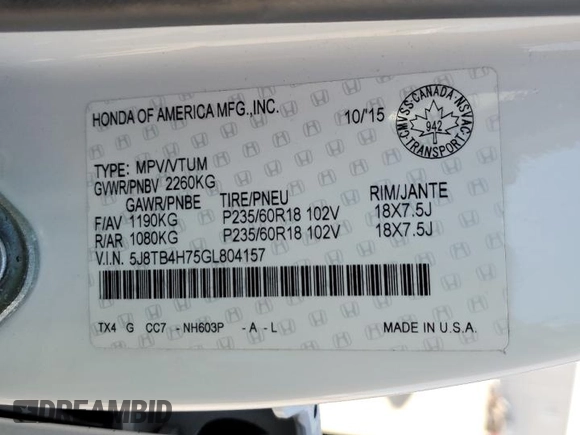 HONDA OF AMERICA MFG.,INC. 10/15
CMVSS CANADA NSVAC
942
TRANSPORT
TYPE: MPV/VTUM
GVWR/PNBV 2260KG
GAWR/PNBE TIRE/PNEU RIM/JANTE
F/AV 1190KG P235/60R18 102V 18X7.5J
R/AR 1080KG P235/60R18 102V 18X7.5J
V.I.N. 5J8TB4H75GL804157
TX4 G CC7 - NH603P - A - L MADE IN U.S.A.
DREAMBID